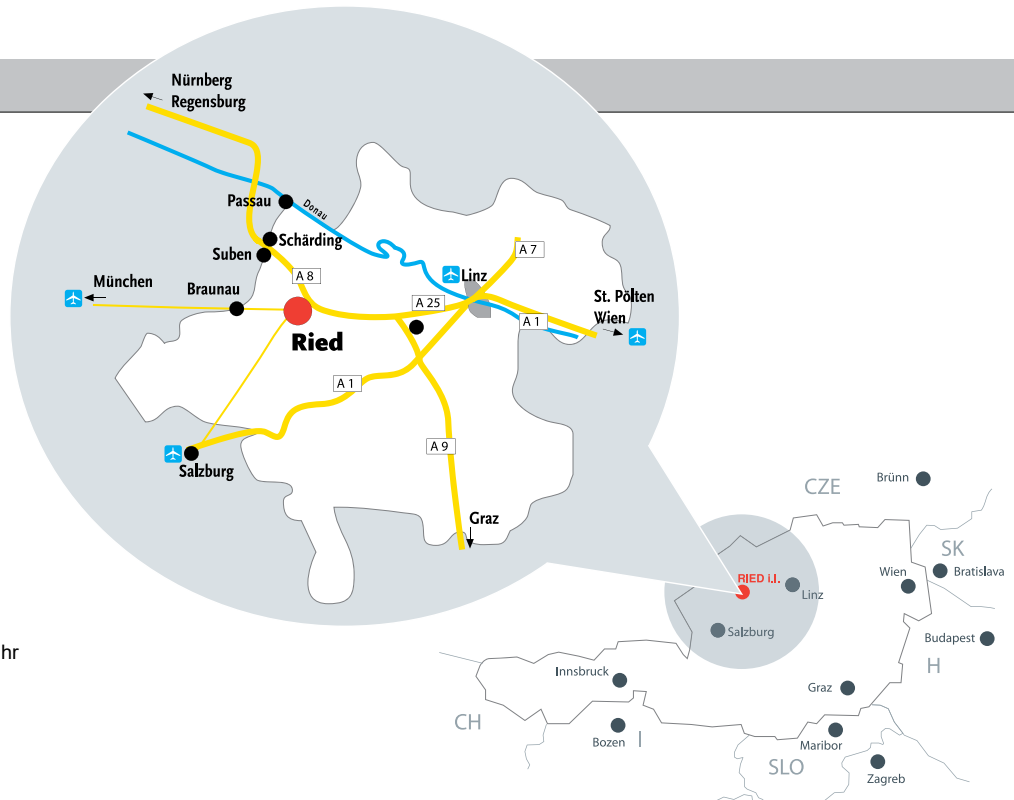 Nürnberg
Regensburg
Passau
Donau
Schärding
Suben
A 8
A 7
Linz
München
Braunau
A 25
St. Pölten
Wien
A 1
Ried
A 1
A 9
Salzburg
Graz
Brünn
CZE
SK
RIED i.I.
Wien
Bratislava
Linz
Salzburg
Budapest
hr
H
Innsbruck
Graz
CH
Bozen
I
Maribor
SLO
Zagreb